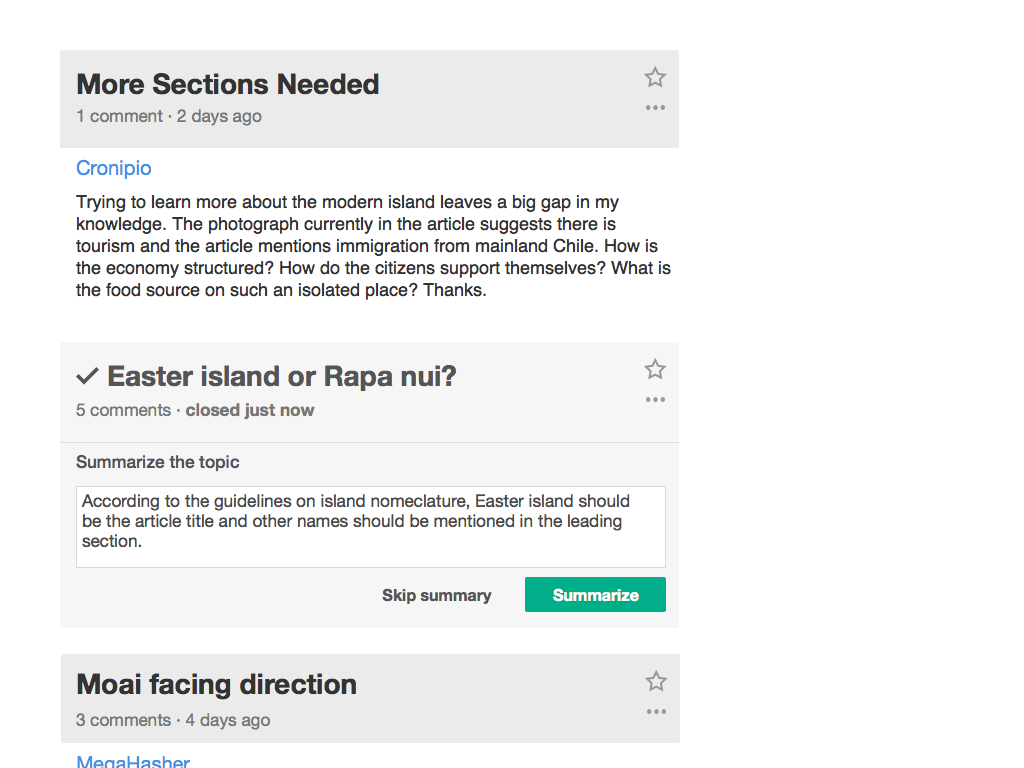 More Sections Needed
1 comment · 2 days ago
Cronipio
Trying to learn more about the modern island leaves a big gap in my
knowledge. The photograph currently in the article suggests there is
tourism and the article mentions immigration from mainland Chile. How is
the economy structured? How do the citizens support themselves? What is
the food source on such an isolated place? Thanks.
Easter island or Rapa nui?
5 comments · closed just now
Summarize the topic
According to the guidelines on island nomeclature, Easter island should
be the article title and other names should be mentioned in the leading
section.
Skip summary
Summarize
Moai facing direction
3 comments · 4 days ago
MegaHasher